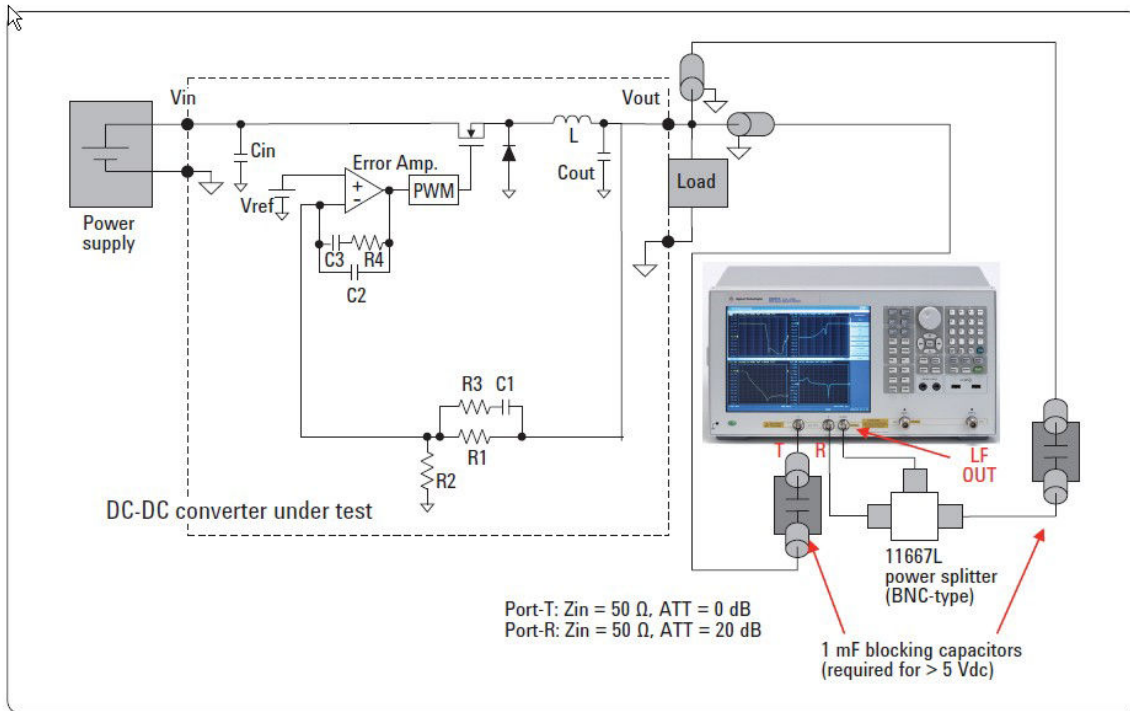 Vin
Vout
Cin
L
Error Amp.
+
-
PWM
Cout
Load
Vref
Power
supply
C3
R4
C2
R3
C1
R1
R2
DC-DC converter under test
T
R
LF
OUT
11667L
power splitter
(BNC-type)
Port-T: Zin = 50 Ω, ATT = 0 dB
Port-R: Zin = 50 Ω, ATT = 20 dB
1 mF blocking capacitors
(required for > 5 Vdc)